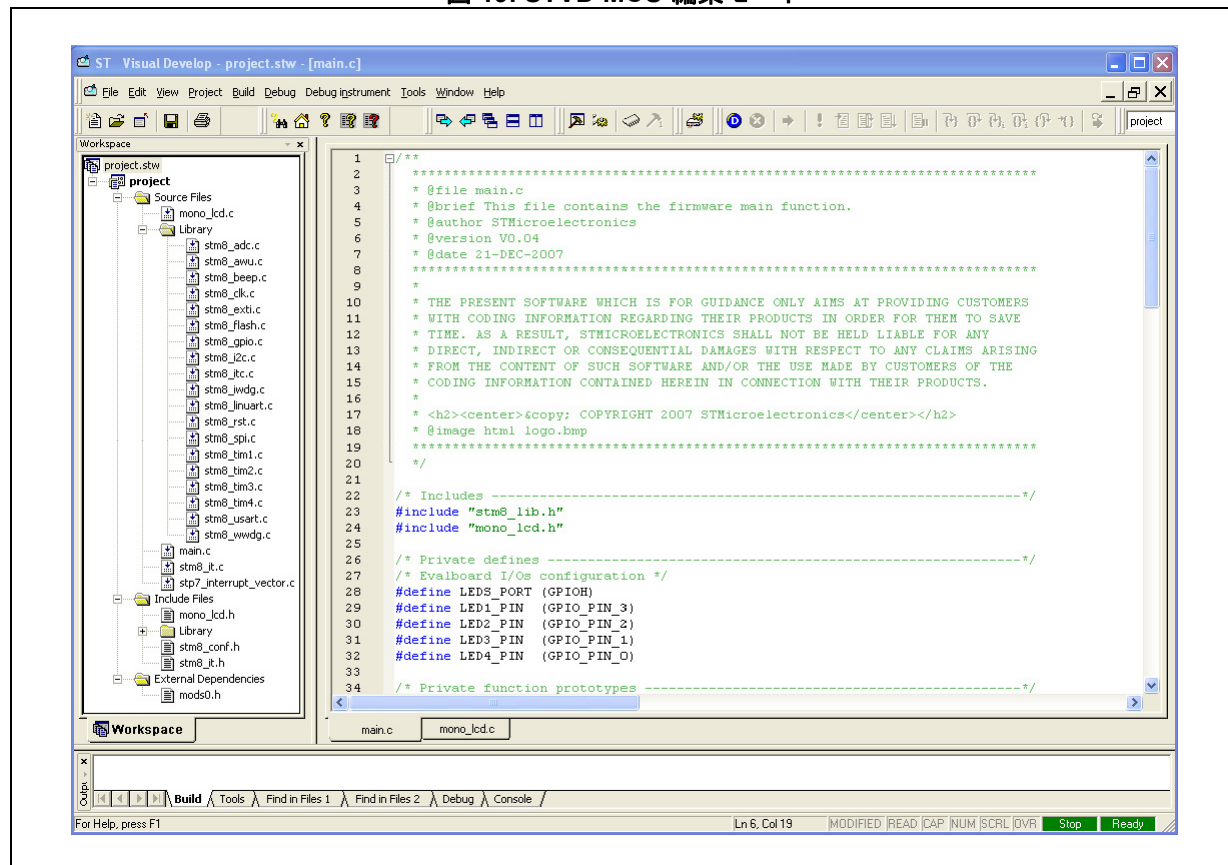 STVD MCU 編集モード
ST Visual Develop - project.stw - [main.c]
File Edit View Project Build Debug Debug instrument Tools Window Help
project
Workspace
project.stw
project
Source Files
mono_lcd.c
Library
stm8_adc.c
stm8_awu.c
stm8_beep.c
stm8_clk.c
stm8_exti.c
stm8_flash.c
stm8_gpio.c
stm8_i2c.c
stm8_itc.c
stm8_iwdg.c
stm8_linuart.c
stm8_rst.c
stm8_spi.c
stm8_tim1.c
stm8_tim2.c
stm8_tim3.c
stm8_tim4.c
stm8_usart.c
stm8_wwdg.c
main.c
stm8_it.c
stp7_interrupt_vector.c
Include Files
mono_lcd.h
Library
stm8_conf.h
stm8_it.h
External Dependencies
mods0.h
Workspace
1 /**
2 ******************************************************************************
3 * @file main.c
4 * @brief This file contains the firmware main function.
5 * @author STMicroelectronics
6 * @version V0.04
7 * @date 21-DEC-2007
8 ******************************************************************************
9 *
10 * THE PRESENT SOFTWARE WHICH IS FOR GUIDANCE ONLY AIMS AT PROVIDING CUSTOMERS
11 * WITH CODING INFORMATION REGARDING THEIR PRODUCTS IN ORDER FOR THEM TO SAVE
12 * TIME. AS A RESULT, STMICROELECTRONICS SHALL NOT BE HELD LIABLE FOR ANY
13 * DIRECT, INDIRECT OR CONSEQUENTIAL DAMAGES WITH RESPECT TO ANY CLAIMS ARISING
14 * FROM THE CONTENT OF SUCH SOFTWARE AND/OR THE USE MADE BY CUSTOMERS OF THE
15 * CODING INFORMATION CONTAINED HEREIN IN CONNECTION WITH THEIR PRODUCTS.
16 *
17 * <h2><center>&copy; COPYRIGHT 2007 STMicroelectronics</center></h2>
18 * @image html logo.bmp
19 ******************************************************************************
20 */
21
22 /* Includes ------------------------------------------------------------------*/
23 #include "stm8_lib.h"
24 #include "mono_lcd.h"
25
26 /* Private defines -----------------------------------------------------------*/
27 /* Evalboard I/Os configuration */
28 #define LEDS_PORT (GPIOH)
29 #define LED1_PIN (GPIO_PIN_3)
30 #define LED2_PIN (GPIO_PIN_2)
31 #define LED3_PIN (GPIO_PIN_1)
32 #define LED4_PIN (GPIO_PIN_0)
33
34 /* Private function prototypes -----------------------------------------------*/
main.c mono_lcd.c
Build Tools Find in Files 1 Find in Files 2 Debug Console
For Help, press F1 Ln 6, Col 19 MODIFIED READ CAP NUM SCRL OVR Stop Ready